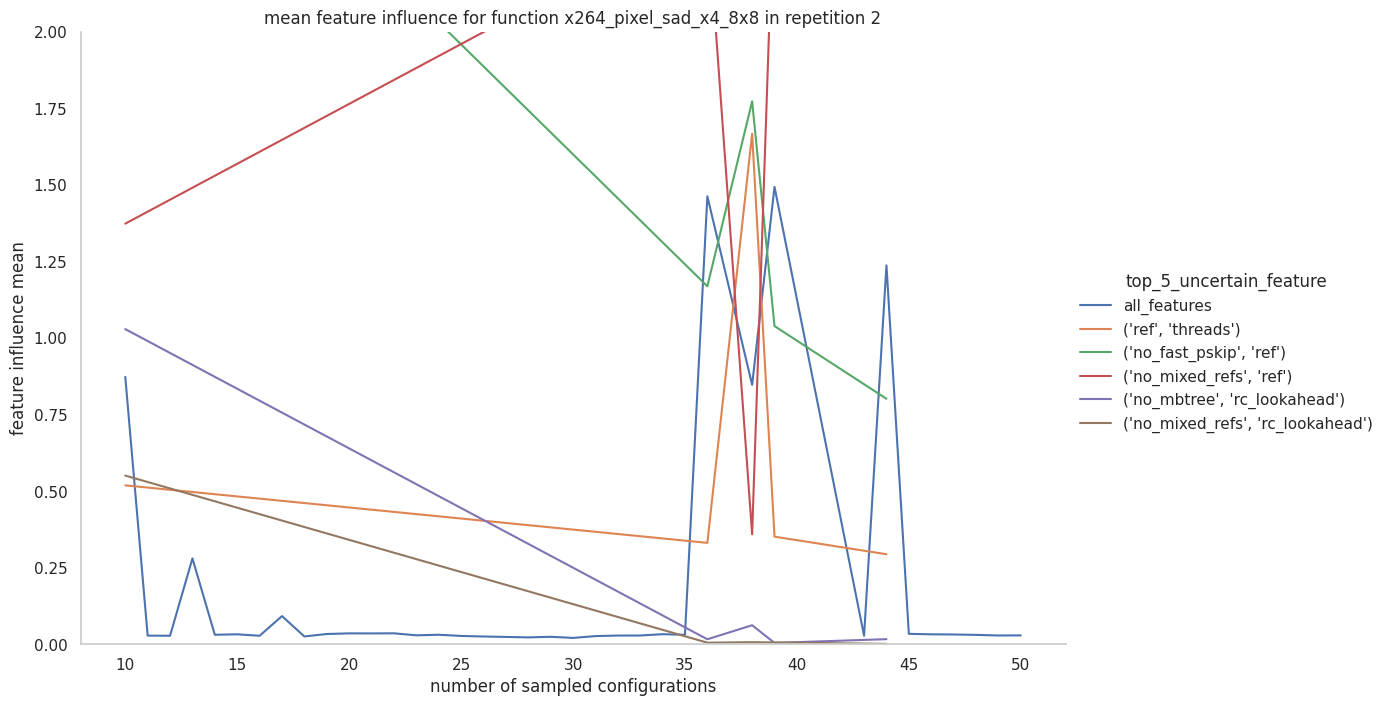 mean feature influence for function x264_pixel_sad_x4_8x8 in repetition 2
2.00
1.75
1.50
1.25
1.00
0.75
0.50
0.25
0.00
feature influence mean
10 15 20 25 30 35 40 45 50
number of sampled configurations
top_5_uncertain_feature
all_features
('ref', 'threads')
('no_fast_pskip', 'ref')
('no_mixed_refs', 'ref')
('no_mbtree', 'rc_lookahead')
('no_mixed_refs', 'rc_lookahead')